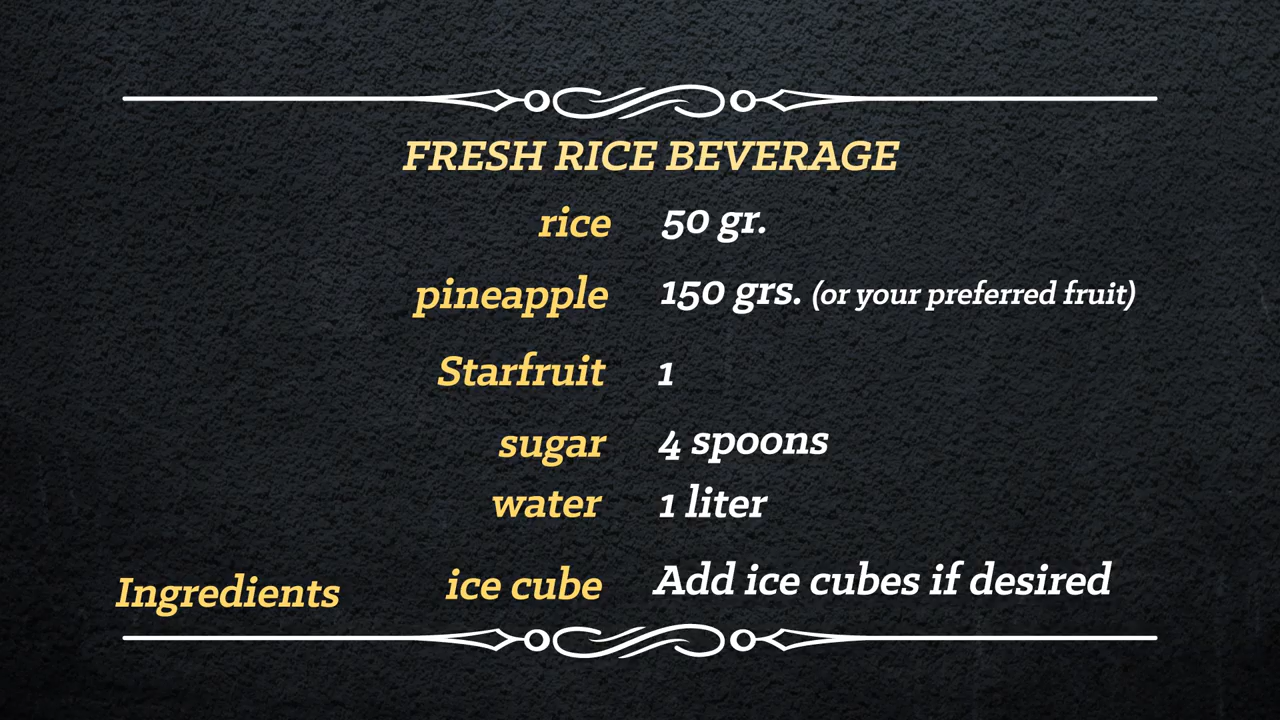 FRESH RICE BEVERAGE
rice 50 gr.
pineapple 150 grs. (or your preferred fruit)
Starfruit 1
sugar 4 spoons
water 1 liter
ice cube Add ice cubes if desired
Ingredients